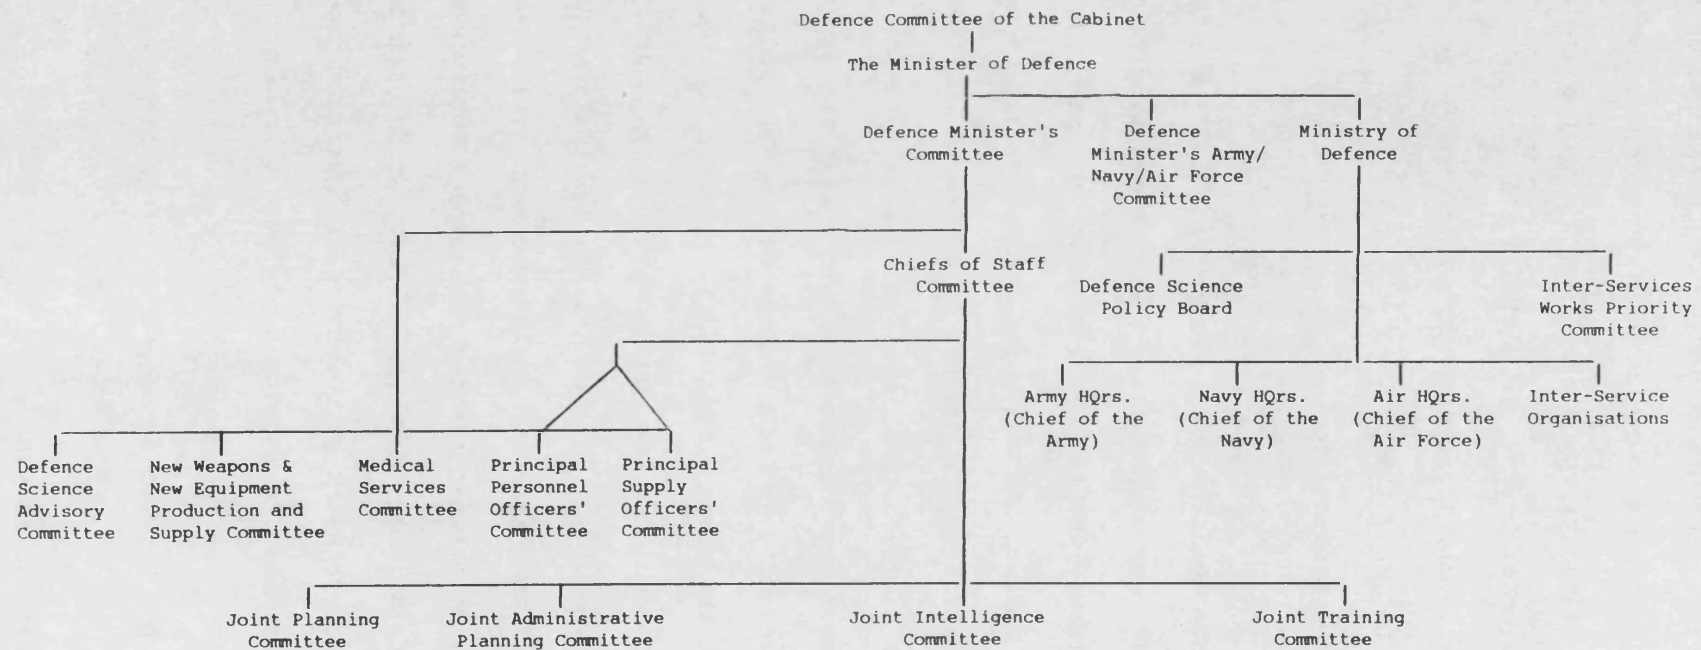 Defence Committee of the Cabinet
The Minister of Defence
Defence Minister's
Committee
Defence
Minister's Army/
Navy/Air Force
Committee
Ministry of
Defence
Chiefs of Staff
Committee
Defence Science
Policy Board
Inter-Services
Works Priority
Committee
Army HQrs.
(Chief of the
Army)
Navy HQrs.
(Chief of the
Navy)
Air HQrs.
(Chief of the
Air Force)
Inter-Service
Organisations
Defence
Science
Advisory
Committee
New Weapons &
New Equipment
Production and
Supply Committee
Medical
Services
Committee
Principal
Personnel
Officers'
Committee
Principal
Supply
Officers'
Committee
Joint Planning
Committee
Joint Administrative
Planning Committee
Joint Intelligence
Committee
Joint Training
Committee